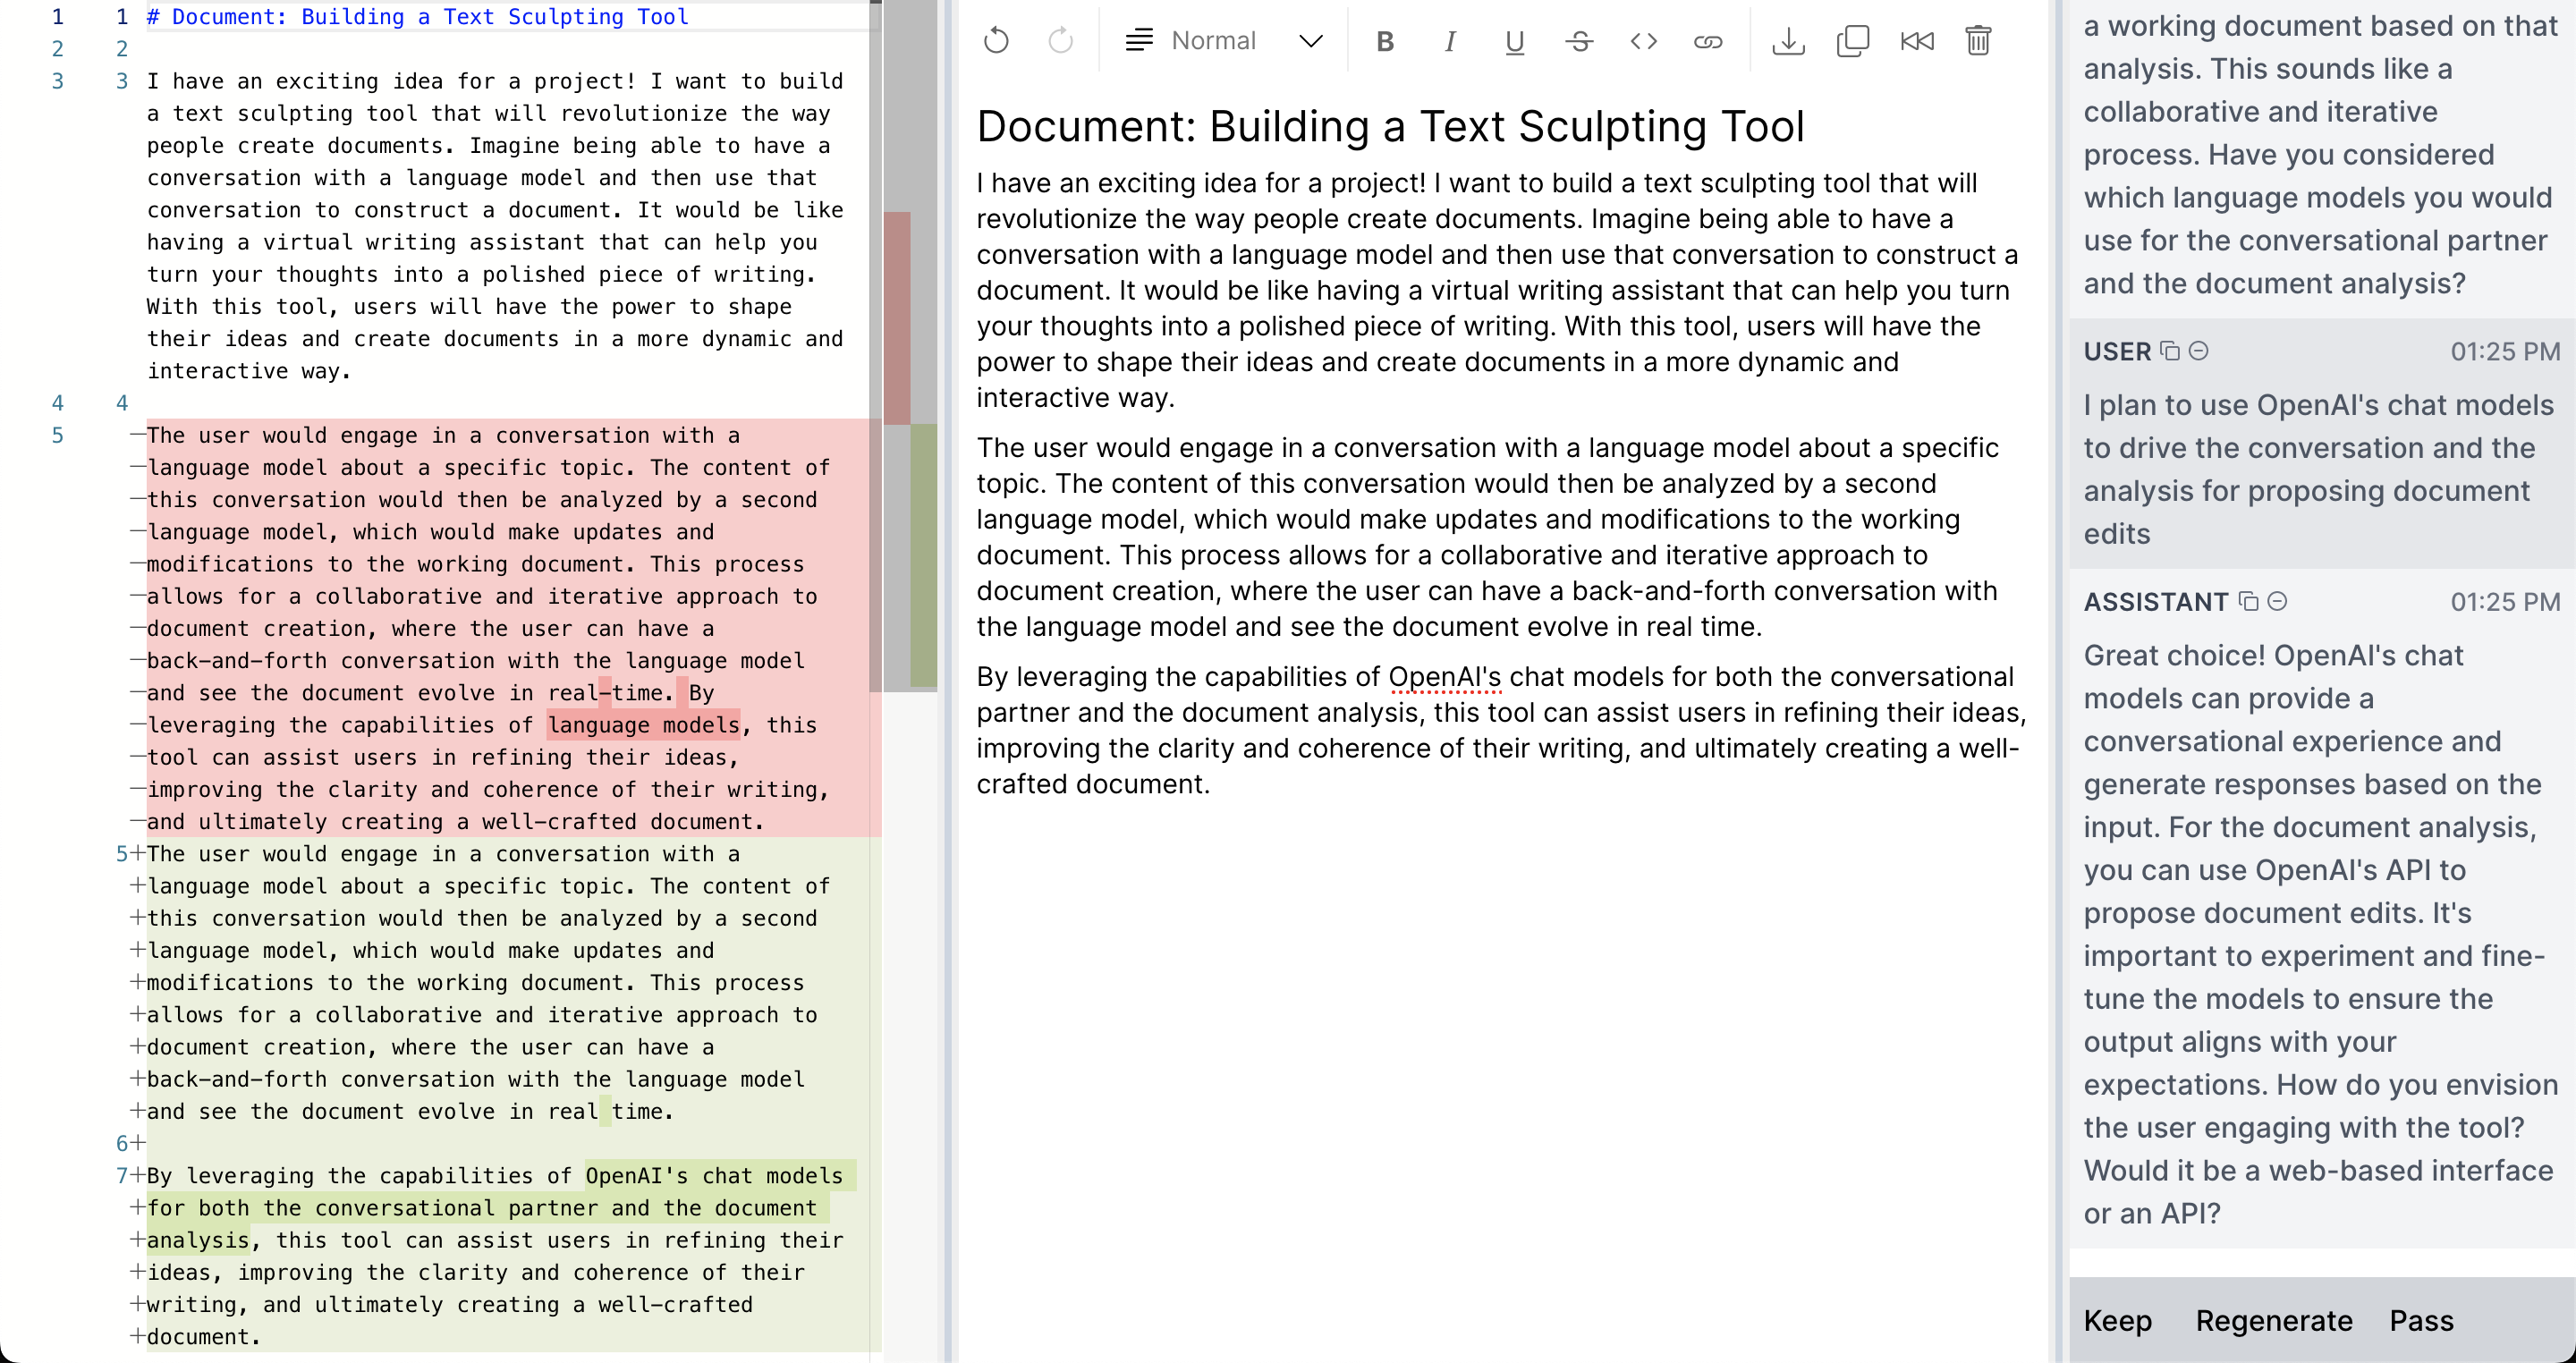 1 1 # Document: Building a Text Sculpting Tool
2 2
3 3 I have an exciting idea for a project! I want to build
a text sculpting tool that will revolutionize the way
people create documents. Imagine being able to have a
conversation with a language model and then use that
conversation to construct a document. It would be like
having a virtual writing assistant that can help you
turn your thoughts into a polished piece of writing.
With this tool, users will have the power to shape
their ideas and create documents in a more dynamic and
interactive way.
4 4
5 —The user would engage in a conversation with a
—language model about a specific topic. The content of
—this conversation would then be analyzed by a second
—language model, which would make updates and
—modifications to the working document. This process
—allows for a collaborative and iterative approach to
—document creation, where the user can have a
—back-and-forth conversation with the language model
—and see the document evolve in real-time. By
—leveraging the capabilities of language models, this
—tool can assist users in refining their ideas,
—improving the clarity and coherence of their writing,
—and ultimately creating a well-crafted document.
5+The user would engage in a conversation with a
+language model about a specific topic. The content of
+this conversation would then be analyzed by a second
+language model, which would make updates and
+modifications to the working document. This process
+allows for a collaborative and iterative approach to
+document creation, where the user can have a
+back-and-forth conversation with the language model
+and see the document evolve in real time.
6+
7+By leveraging the capabilities of OpenAI's chat models
+for both the conversational partner and the document
+analysis, this tool can assist users in refining their
+ideas, improving the clarity and coherence of their
+writing, and ultimately creating a well-crafted
+document.
Normal B I U S <>
Document: Building a Text Sculpting Tool
I have an exciting idea for a project! I want to build a text sculpting tool that will
revolutionize the way people create documents. Imagine being able to have a
conversation with a language model and then use that conversation to construct a
document. It would be like having a virtual writing assistant that can help you turn
your thoughts into a polished piece of writing. With this tool, users will have the
power to shape their ideas and create documents in a more dynamic and
interactive way.
The user would engage in a conversation with a language model about a specific
topic. The content of this conversation would then be analyzed by a second
language model, which would make updates and modifications to the working
document. This process allows for a collaborative and iterative approach to
document creation, where the user can have a back-and-forth conversation with
the language model and see the document evolve in real time.
By leveraging the capabilities of OpenAI's chat models for both the conversational
partner and the document analysis, this tool can assist users in refining their ideas,
improving the clarity and coherence of their writing, and ultimately creating a well-
crafted document.
a working document based on that
analysis. This sounds like a
collaborative and iterative
process. Have you considered
which language models you would
use for the conversational partner
and the document analysis?
USER 01:25 PM
I plan to use OpenAI's chat models
to drive the conversation and the
analysis for proposing document
edits
ASSISTANT 01:25 PM
Great choice! OpenAI's chat
models can provide a
conversational experience and
generate responses based on the
input. For the document analysis,
you can use OpenAI's API to
propose document edits. It's
important to experiment and fine-
tune the models to ensure the
output aligns with your
expectations. How do you envision
the user engaging with the tool?
Would it be a web-based interface
or an API?
Keep Regenerate Pass